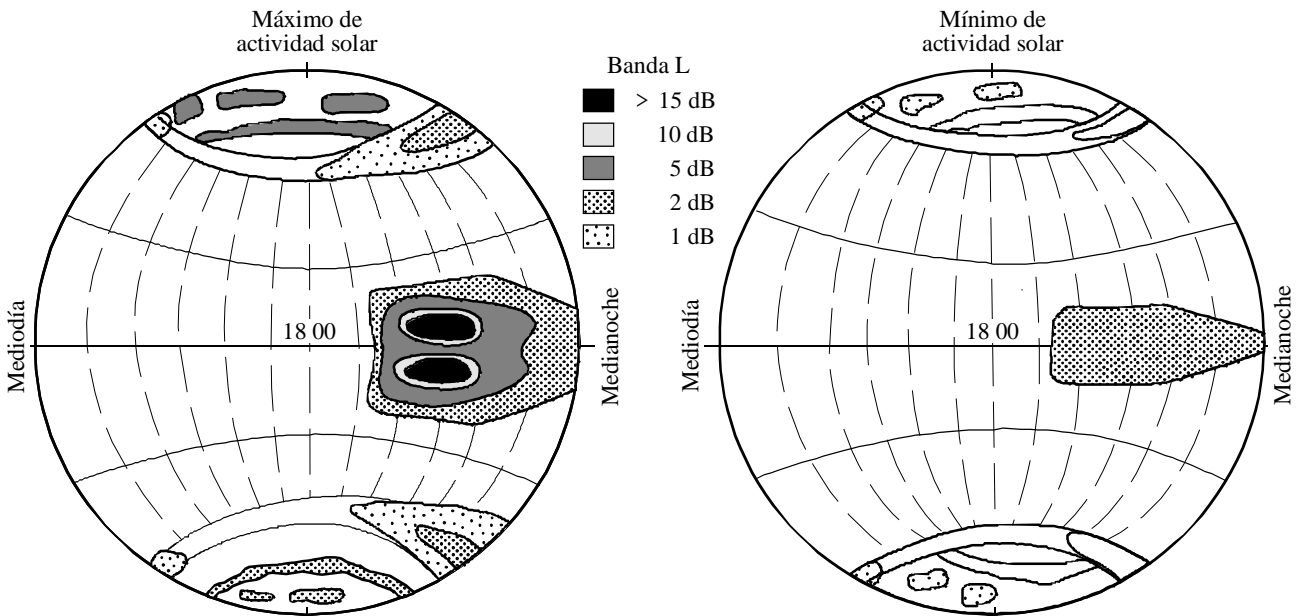 Máximo de
actividad solar
Mínimo de
actividad solar
Banda L
> 15 dB
10 dB
5 dB
2 dB
1 dB
Mediodía
18 00
Medianoche
Mediodía
18 00
Medianoche